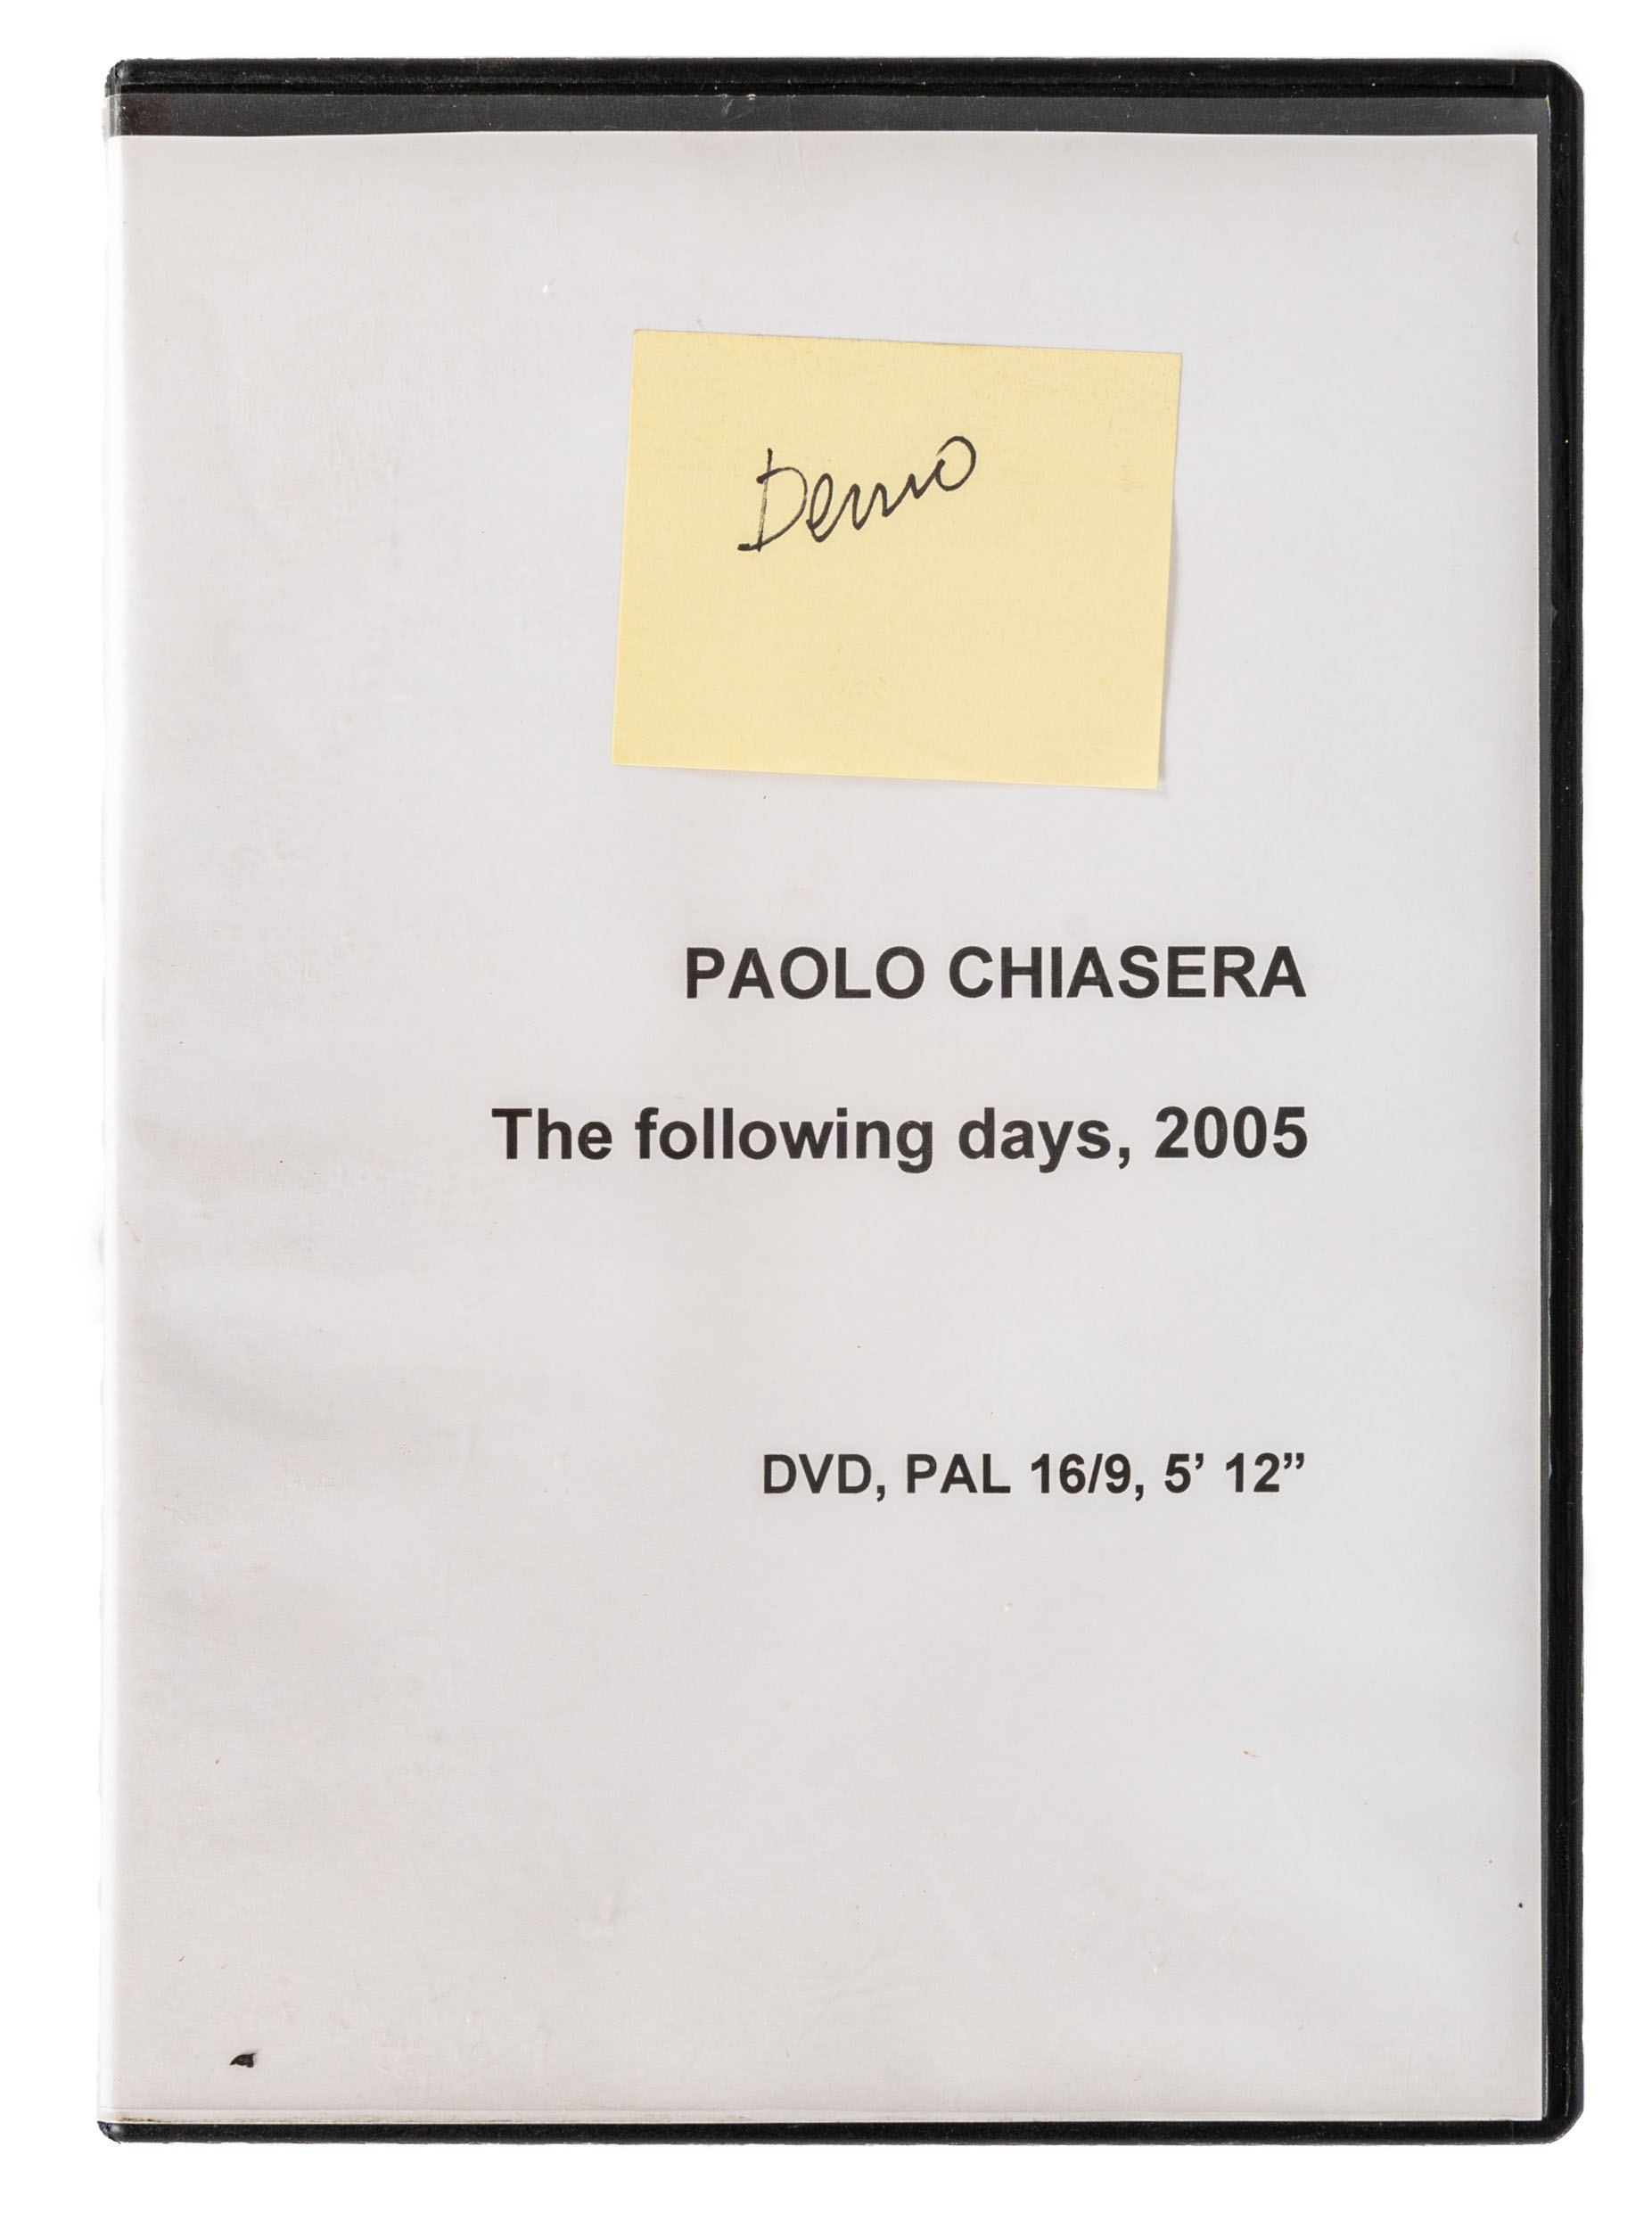 Demo
PAOLO CHIASERA
The following days, 2005
DVD, PAL 16/9, 5’ 12”